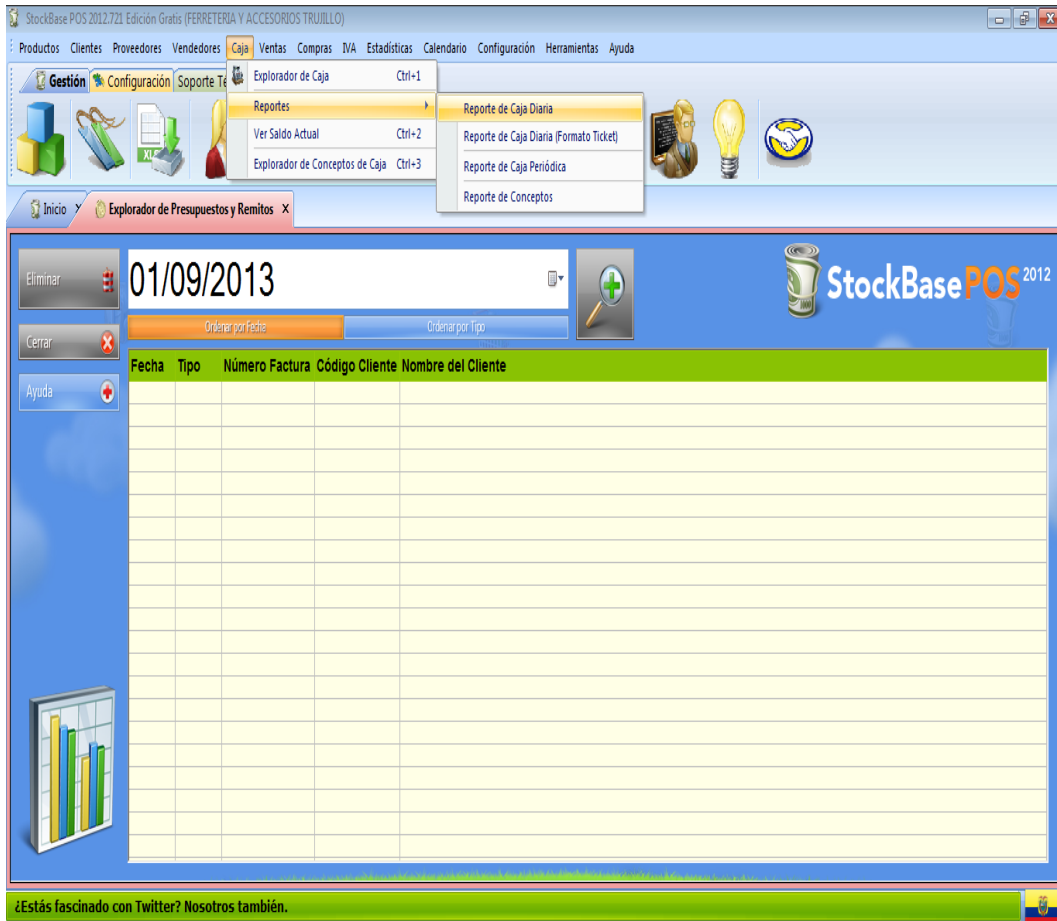 StockBase POS 2012.721 Edición Gratis (FERRETERIA Y ACCESORIOS TRUJILLO)
Productos Clientes Proveedores Vendedores Caja Ventas Compras IVA Estadísticas Calendario Configuración Herramientas Ayuda
Gestión Configuración Soporte Té
Explorador de Caja Ctrl+1
Reportes
Ver Saldo Actual Ctrl+2
Explorador de Conceptos de Caja Ctrl+3
Reporte de Caja Diaria
Reporte de Caja Diaria (Formato Ticket)
Reporte de Caja Periódica
Reporte de Conceptos
Inicio Explorador de Presupuestos y Remitos X
Eliminar
Cerrar
Ayuda
01/09/2013
Ordenar por Fecha Ordenar por Tipo
StockBase POS 2012
Fecha Tipo Número Factura Código Cliente Nombre del Cliente
¿Estás fascinado con Twitter? Nosotros también.